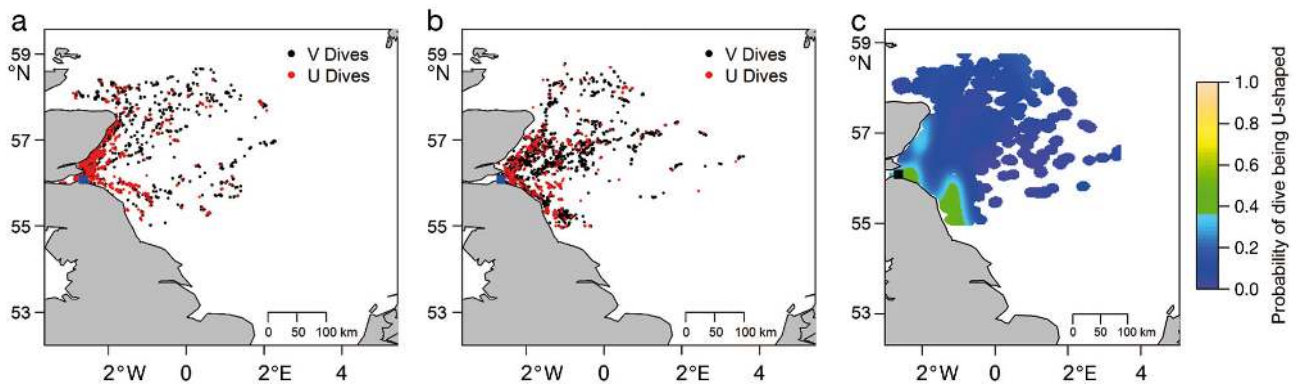 a
b
c
59
°N
57
55
53
V Dives
U Dives
0 50 100 km
2°W 0 2°E 4
59
°N
57
55
53
V Dives
U Dives
0 50 100 km
2°W 0 2°E 4
59
°N
57
55
53
0 50 100 km
2°W 0 2°E 4
1.0
0.8
0.6
0.4
0.2
0.0
Probability of dive being U-shaped